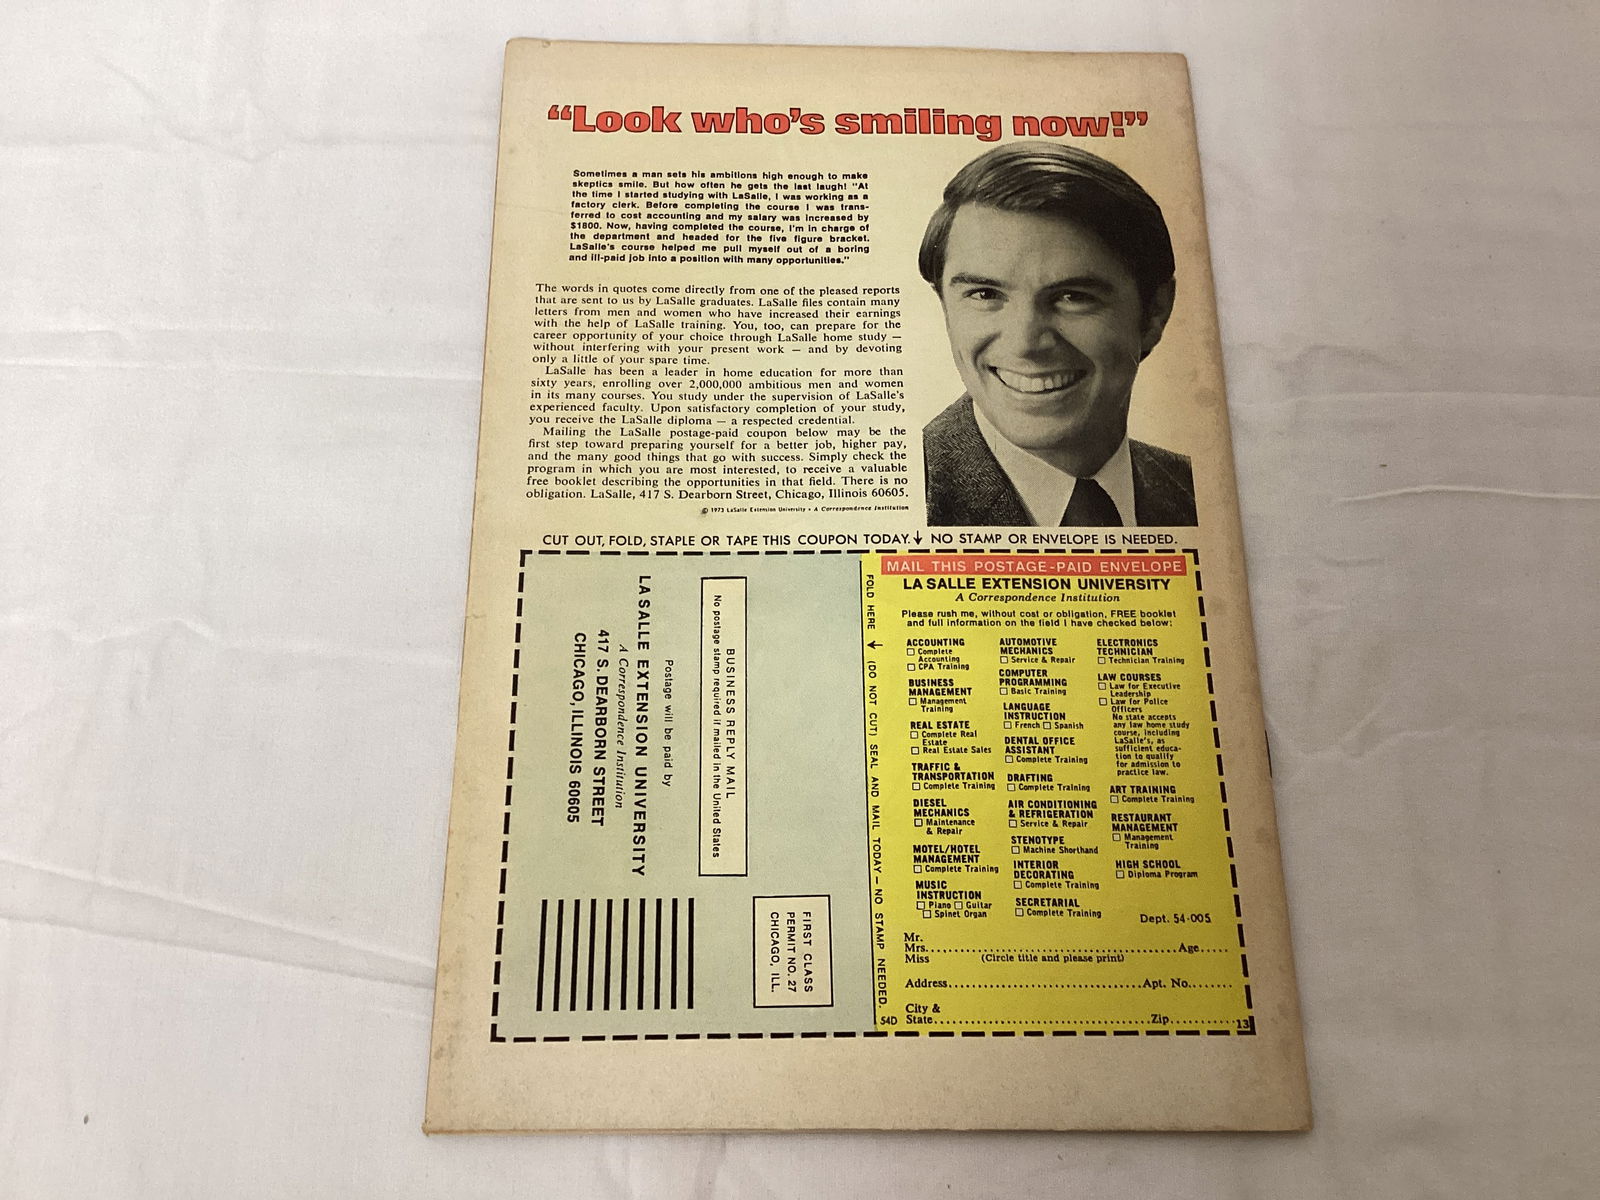 “Look who’s smiling now!”
Sometimes a man sets his ambitions high enough to make
skeptics smile. But how often he gets the last laugh! "At
the time I started studying with LaSalle, I was working as a
factory clerk. Before completing the course I was trans-
ferred to cost accounting and my salary was increased by
$1800. Now, having completed the course, I'm in charge of
the department and headed for the five figure bracket.
LaSalle's course helped me pull myself out of a boring
and ill-paid job into a position with many opportunities."
The words in quotes come directly from one of the pleased reports
that are sent to us by LaSalle graduates. LaSalle files contain many
letters from men and women who have increased their earnings
with the help of LaSalle training. You, too, can prepare for the
career opportunity of your choice through LaSalle home study —
without interfering with your present work — and by devoting
only a little of your spare time.
LaSalle has been a leader in home education for more than
sixty years, enrolling over 2,000,000 ambitious men and women
in its many courses. You study under the supervision of LaSalle's
experienced faculty. Upon satisfactory completion of your study,
you receive the LaSalle diploma — a respected credential.
Mailing the LaSalle postage-paid coupon below may be the
first step toward preparing yourself for a better job, higher pay,
and the many good things that go with success. Simply check the
program in which you are most interested, to receive a valuable
free booklet describing the opportunities in that field. There is no
obligation. LaSalle, 417 S. Dearborn Street, Chicago, Illinois 60605.
© 1973 LaSalle Extension University • A Correspondence Institution
CUT OUT, FOLD, STAPLE OR TAPE THIS COUPON TODAY. ↓ NO STAMP OR ENVELOPE IS NEEDED.
BUSINESS REPLY MAIL
No postage stamp required if mailed in the United States
Postage will be paid by
LA SALLE EXTENSION UNIVERSITY
A Correspondence Institution
417 S. DEARBORN STREET
CHICAGO, ILLINOIS 60605
FIRST CLASS
PERMIT NO. 27
CHICAGO, ILL.
FOLD HERE ↓ (DO NOT CUT) SEAL AND MAIL TODAY — NO STAMP NEEDED.
MAIL THIS POSTAGE-PAID ENVELOPE
LA SALLE EXTENSION UNIVERSITY
A Correspondence Institution
Please rush me, without cost or obligation, FREE booklet
and full information on the field I have checked below:
ACCOUNTING
☐ Complete
Accounting
☐ CPA Training
BUSINESS
MANAGEMENT
☐ Management
Training
REAL ESTATE
☐ Complete Real
Estate
☐ Real Estate Sales
TRAFFIC &
TRANSPORTATION
☐ Complete Training
DIESEL
MECHANICS
☐ Maintenance
& Repair
MOTEL/HOTEL
MANAGEMENT
☐ Complete Training
MUSIC
INSTRUCTION
☐ Piano ☐ Guitar
☐ Spinet Organ
AUTOMOTIVE
MECHANICS
☐ Service & Repair
COMPUTER
PROGRAMMING
☐ Basic Training
LANGUAGE
INSTRUCTION
☐ French ☐ Spanish
DENTAL OFFICE
ASSISTANT
☐ Complete Training
DRAFTING
☐ Complete Training
AIR CONDITIONING
& REFRIGERATION
☐ Service & Repair
STENOTYPE
☐ Machine Shorthand
INTERIOR
DECORATING
☐ Complete Training
SECRETARIAL
☐ Complete Training
ELECTRONICS
TECHNICIAN
☐ Technician Training
LAW COURSES
☐ Law for Executive
Leadership
☐ Law for Police
Officers
No state accepts
any law home study
course, including
LaSalle's, as
sufficient educa-
tion to qualify
for admission to
practice law.
ART TRAINING
☐ Complete Training
RESTAURANT
MANAGEMENT
☐ Management
Training
HIGH SCHOOL
☐ Diploma Program
Dept. 54-005
Mr.
Mrs. Age
Miss (Circle title and please print)
Address Apt. No.
City &
State Zip
54D
13